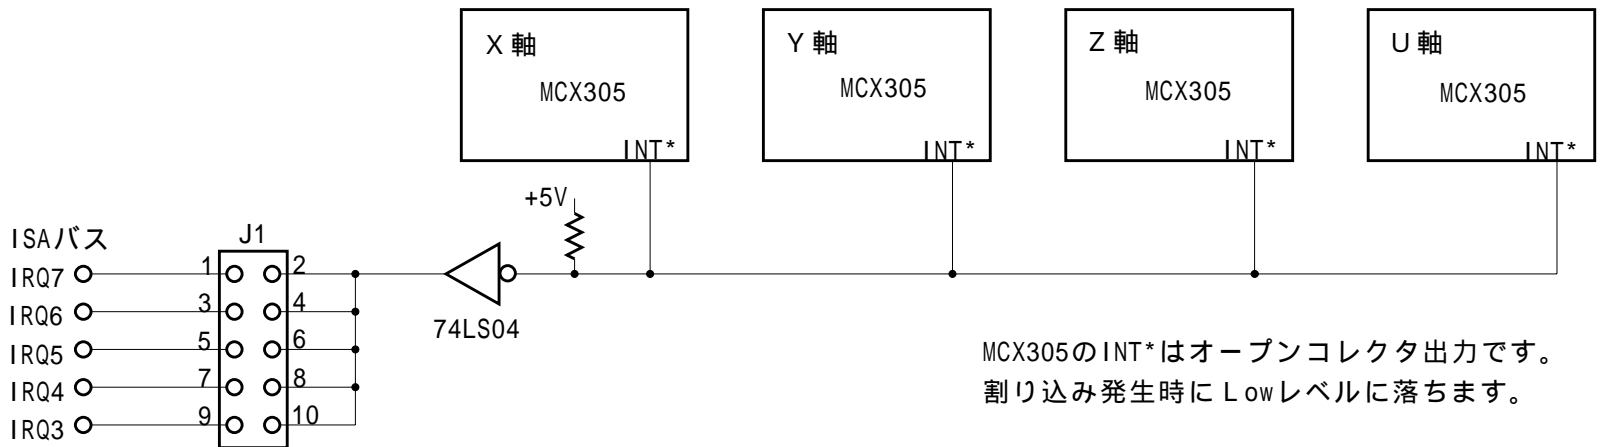 X 軸
MCX305
INT*
Y 軸
MCX305
INT*
Z 軸
MCX305
INT*
U 軸
MCX305
INT*
+5V
ISAバス
J1
IRQ7
1
2
IRQ6
3
4
IRQ5
5
6
IRQ4
7
8
IRQ3
9
10
74LS04
MCX305のINT*はオープンコレクタ出力です。
割り込み発生時にLowレベルに落ちます。